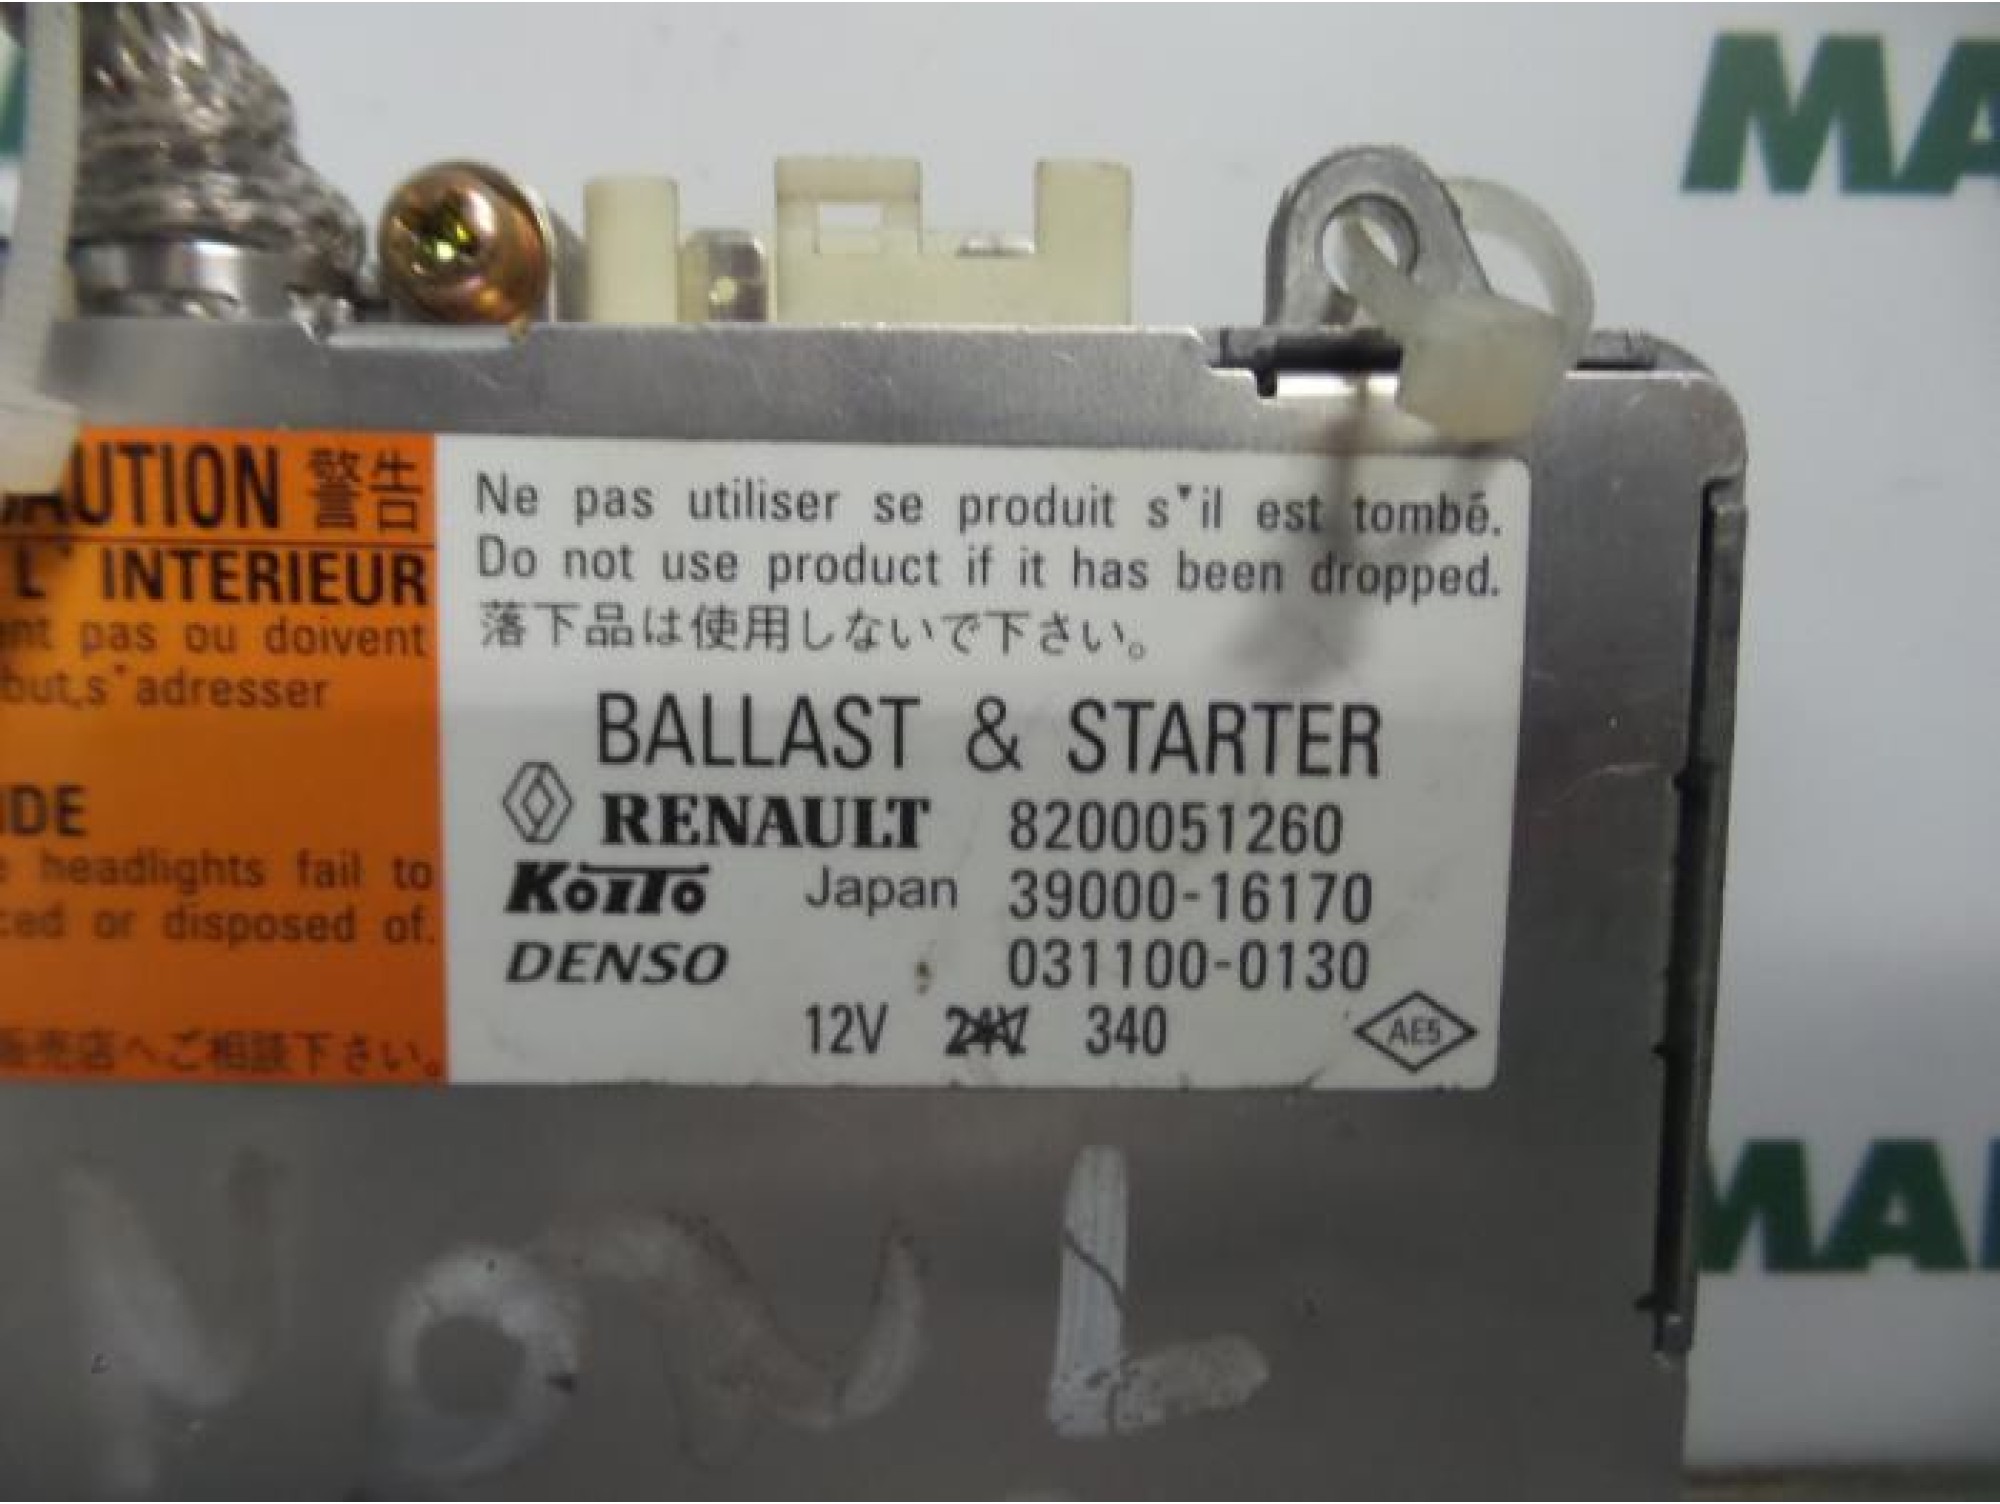 MA
AUTION 警告
L'INTERIEUR
ent pas ou doivent
but,s'adresser
IDE
e headlights fail to
ced or disposed of.
販売店へご相談下さい。
Ne pas utiliser se produit s'il est tombé.
Do not use product if it has been dropped.
落下品は使用しないで下さい。
BALLAST & STARTER
RENAULT 8200051260
KOITO Japan 39000-16170
DENSO 031100-0130
12V 24V 340 AE5
MA